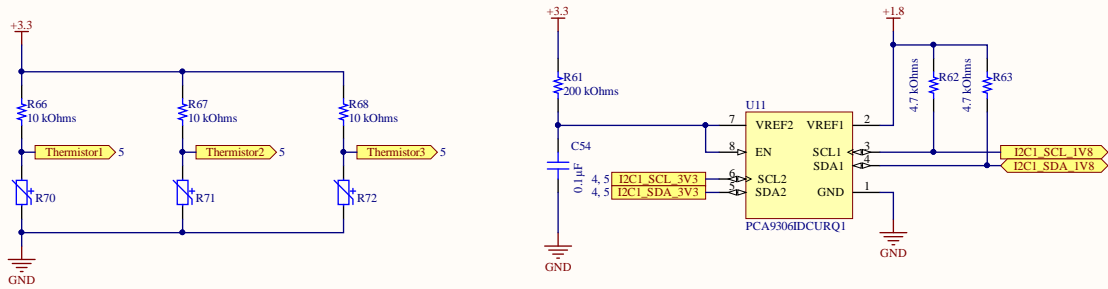 +3.3
R66
10 kOhms
R67
10 kOhms
R68
10 kOhms
Thermistor1 5
Thermistor2 5
Thermistor3 5
R70
R71
R72
GND
+3.3
+1.8
R61
200 kOhms
4.7 kOhms
R62
4.7 kOhms
R63
U11
7 VREF2 VREF1 2
C54
0.1 µF
8 EN
SCL1 3
I2C1_SCL_1V8
SDA1 4
I2C1_SDA_1V8
4, 5 I2C1_SCL_3V3 6 SCL2
4, 5 I2C1_SDA_3V3 5 SDA2
GND 1
PCA9306IDCURQ1
GND
GND